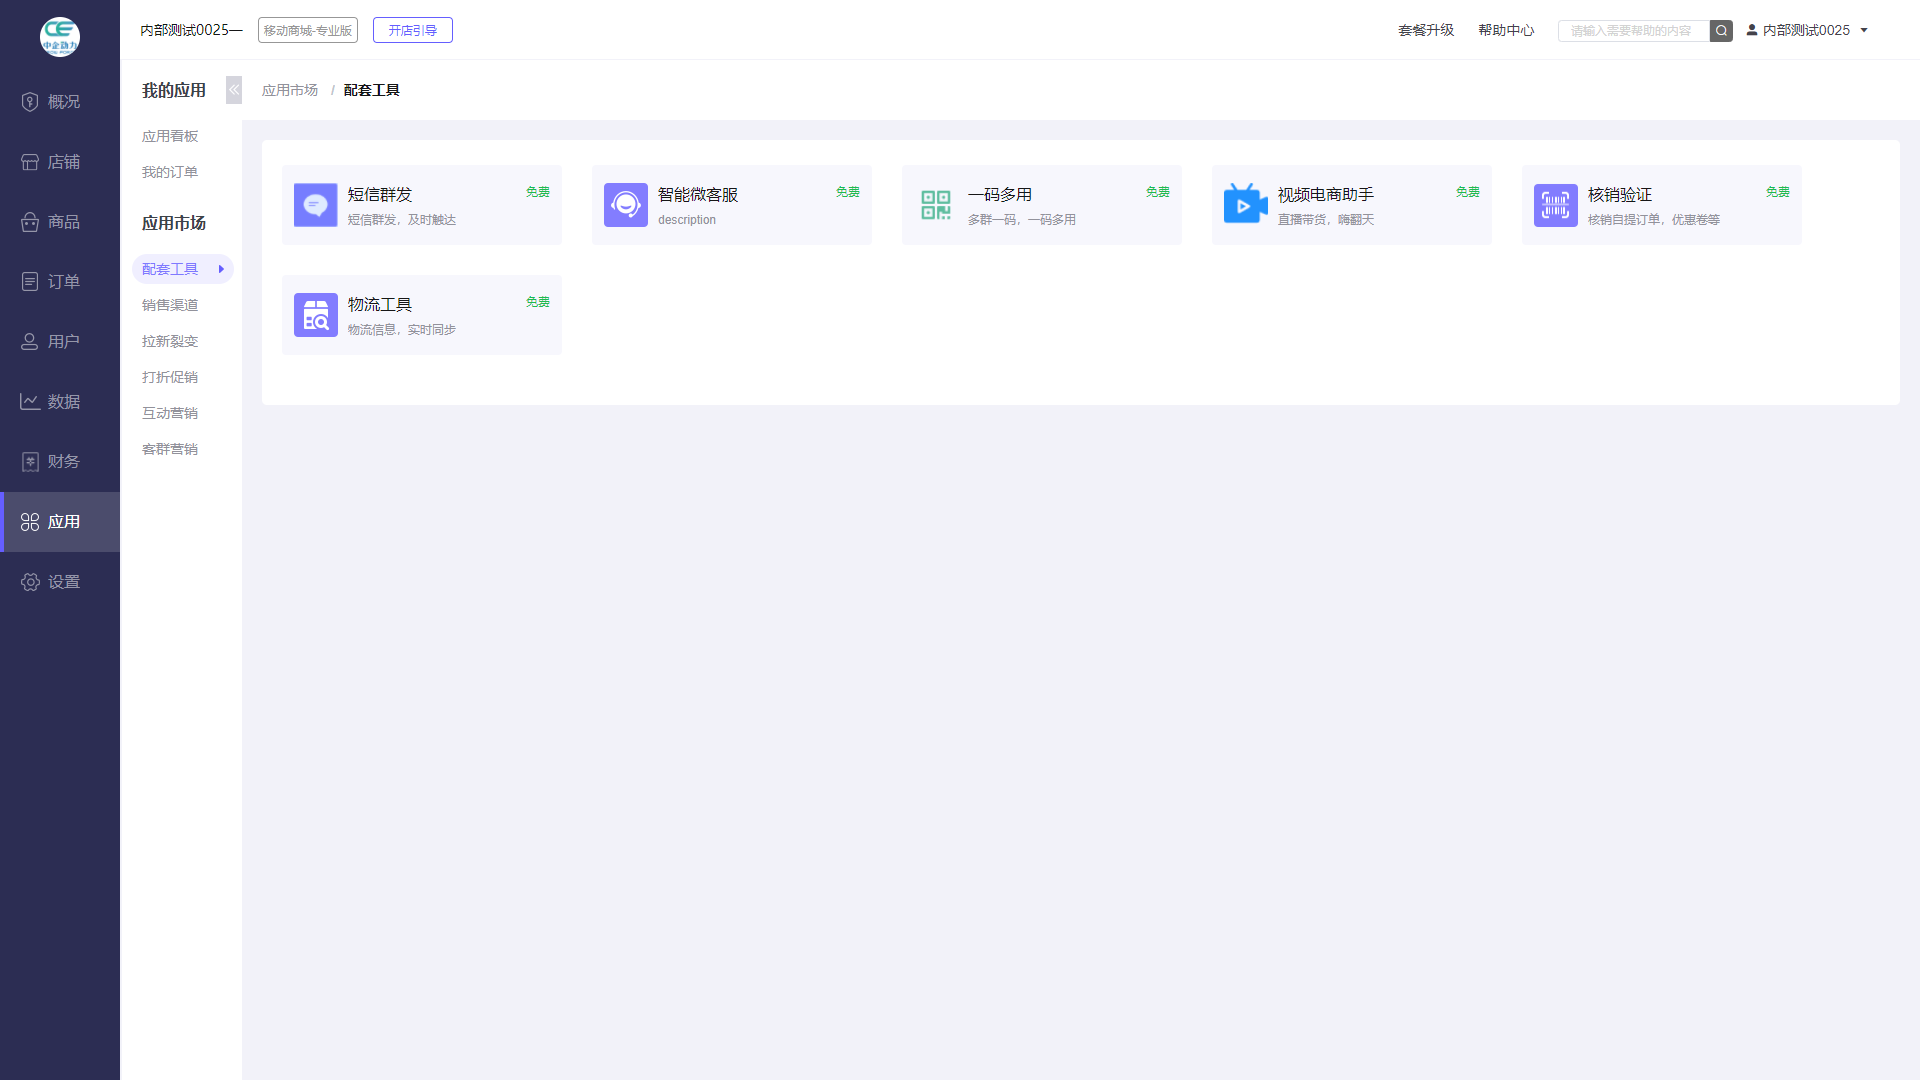 中企动力
内部测试0025—
移动商城-专业版
开店引导
套餐升级
帮助中心
请输入需要帮助的内容
内部测试0025
概况
店铺
商品
订单
用户
数据
财务
应用
设置
我的应用
应用看板
我的订单
应用市场
配套工具
销售渠道
拉新裂变
打折促销
互动营销
客群营销
应用市场 / 配套工具
短信群发
免费
短信群发，及时触达
智能微客服
免费
description
一码多用
免费
多群一码，一码多用
视频电商助手
免费
直播带货，嗨翻天
核销验证
免费
核销自提订单，优惠卷等
物流工具
免费
物流信息，实时同步